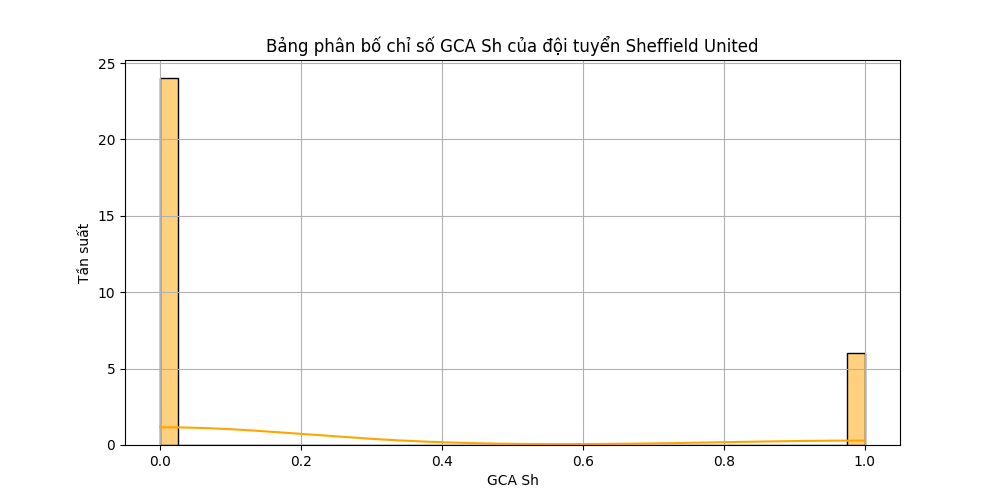 Bảng phân bố chỉ số GCA Sh của đội tuyển Sheffield United
25
20
15
10
5
0
Tần suất
0.0 0.2 0.4 0.6 0.8 1.0
GCA Sh